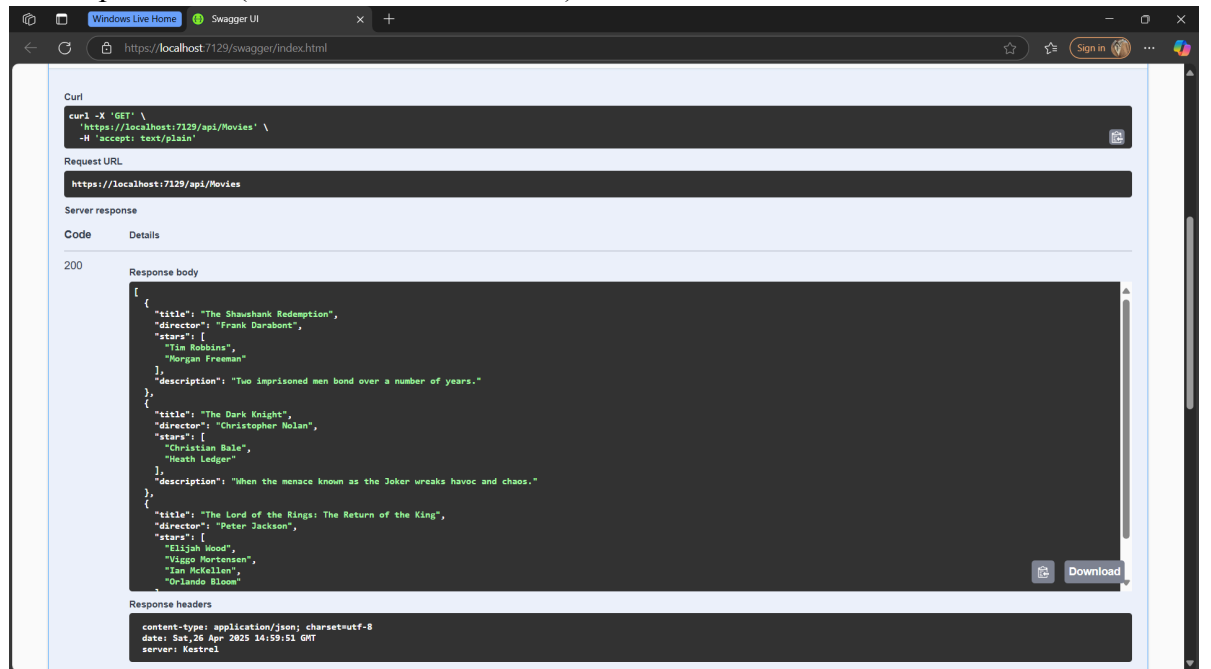 Windows Live Home
Swagger UI
https://localhost:7129/swagger/index.html
Sign in
Curl
curl -X 'GET' \
'https://localhost:7129/api/Movies' \
-H 'accept: text/plain'
Request URL
https://localhost:7129/api/Movies
Server response
Code Details
200
Response body
[
{
"title": "The Shawshank Redemption",
"director": "Frank Darabont",
"stars": [
"Tim Robbins",
"Morgan Freeman"
],
"description": "Two imprisoned men bond over a number of years."
},
{
"title": "The Dark Knight",
"director": "Christopher Nolan",
"stars": [
"Christian Bale",
"Heath Ledger"
],
"description": "When the menace known as the Joker wreaks havoc and chaos."
},
{
"title": "The Lord of the Rings: The Return of the King",
"director": "Peter Jackson",
"stars": [
"Elijah Wood",
"Viggo Mortensen",
"Ian McKellen",
"Orlando Bloom"
Download
Response headers
content-type: application/json; charset=utf-8
date: Sat,26 Apr 2025 14:59:51 GMT
server: Kestrel